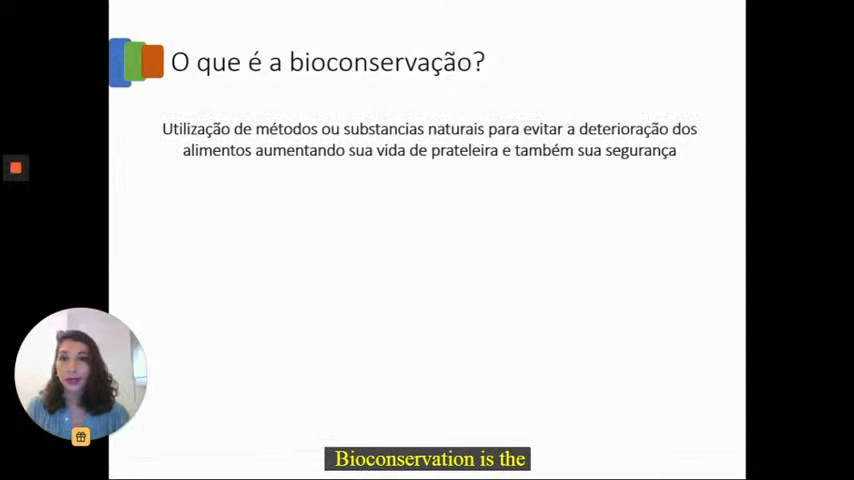 O que é a bioconservação?
Utilização de métodos ou substancias naturais para evitar a deterioração dos
alimentos aumentando sua vida de prateleira e também sua segurança
Bioconservation is the